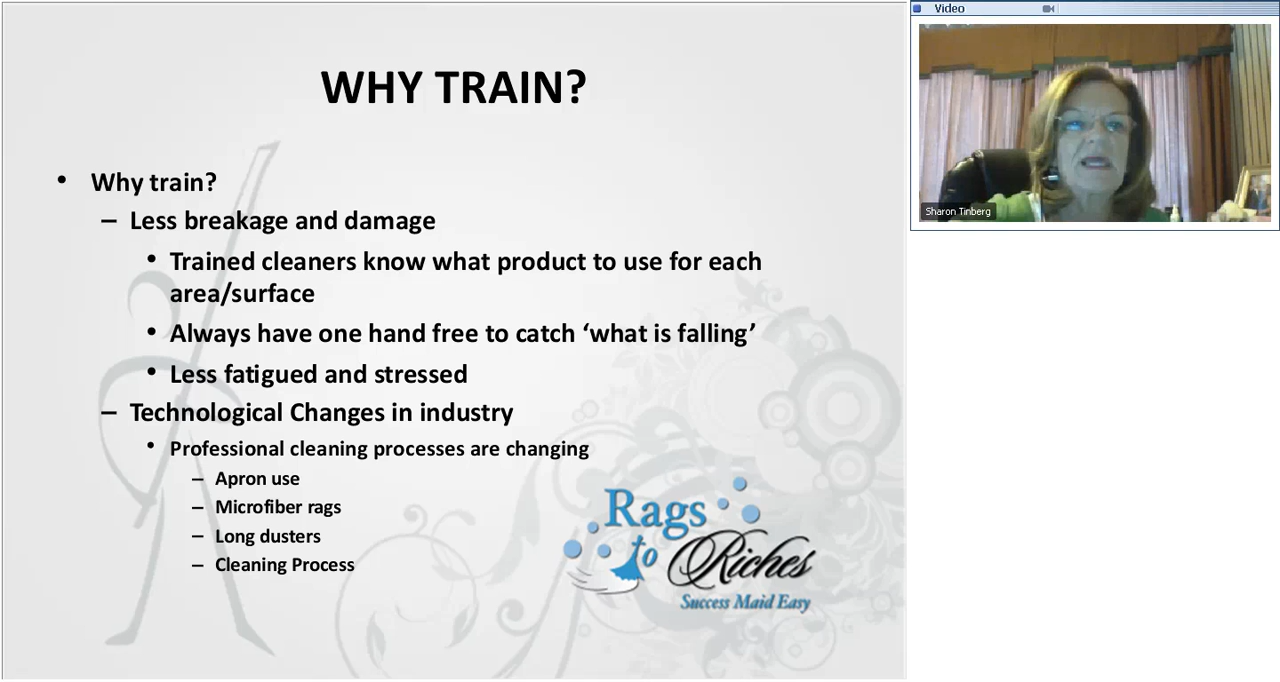 WHY TRAIN?
• Why train?
– Less breakage and damage
• Trained cleaners know what product to use for each
area/surface
• Always have one hand free to catch ‘what is falling’
• Less fatigued and stressed
– Technological Changes in industry
• Professional cleaning processes are changing
– Apron use
– Microfiber rags
– Long dusters
– Cleaning Process
Rags
to Riches
Success Maid Easy
Video
Sharon Tinberg